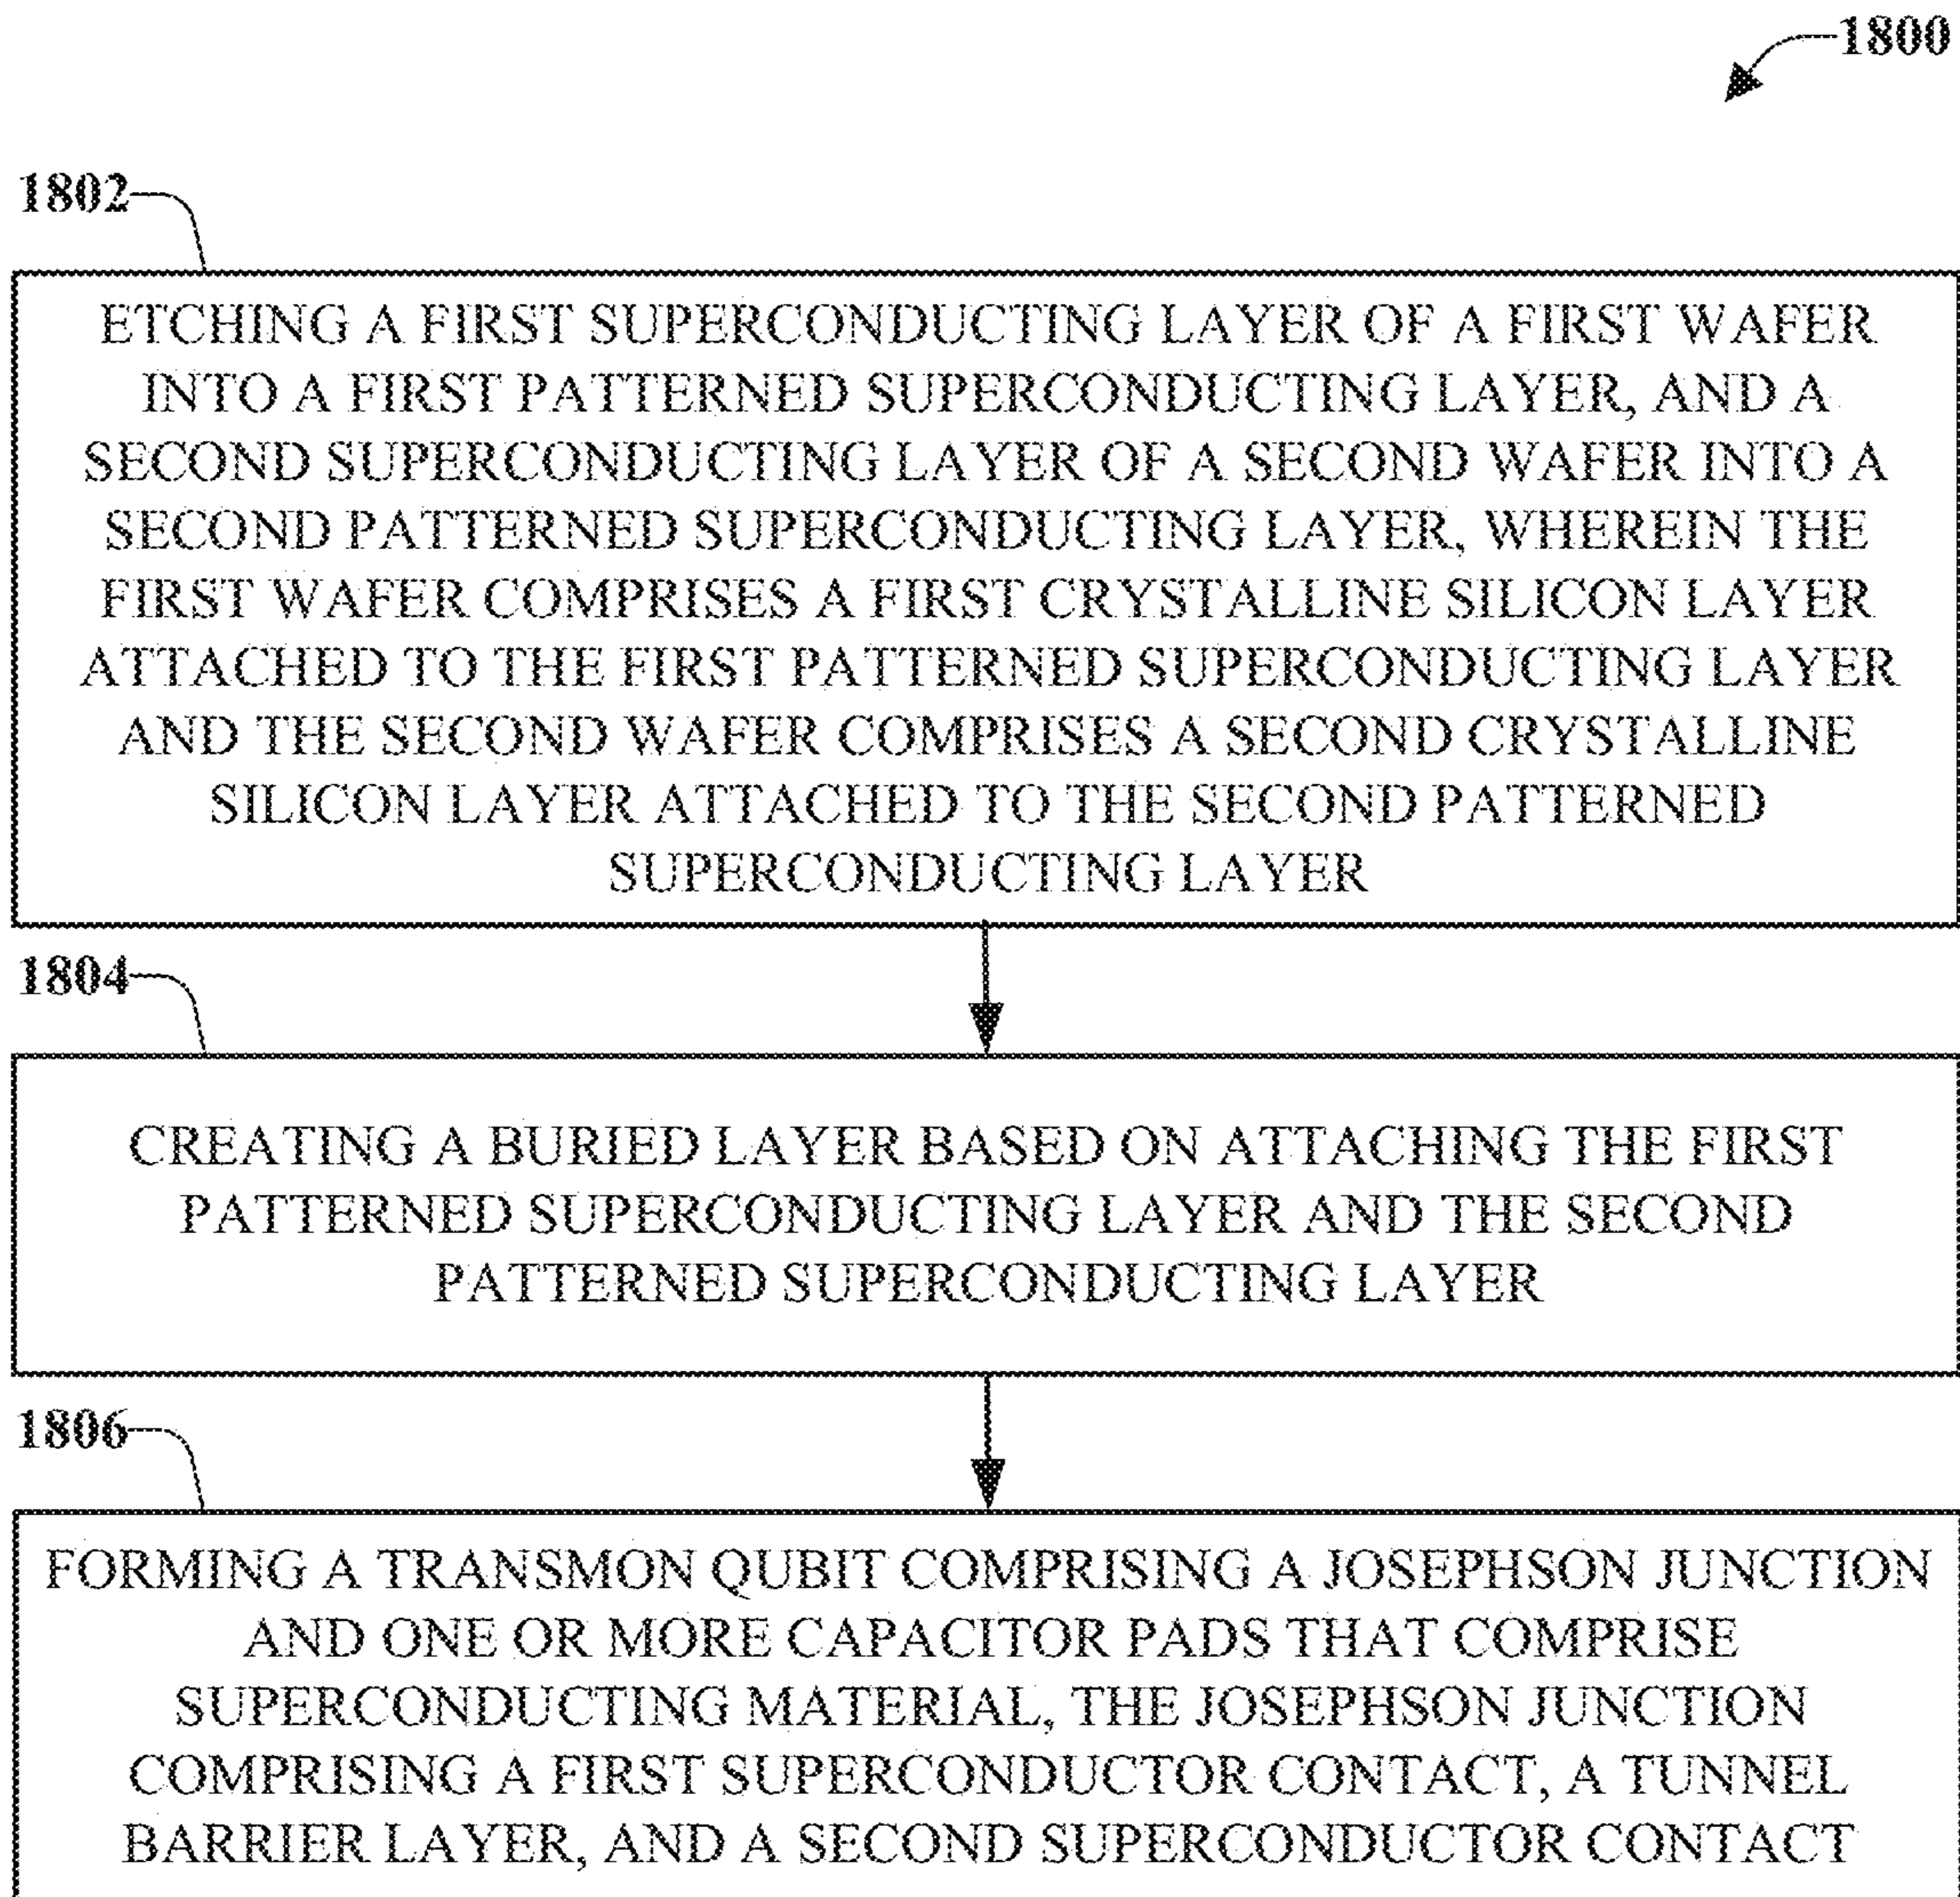 1800
1802
ETCHING A FIRST SUPERCONDUCTING LAYER OF A FIRST WAFER
INTO A FIRST PATTERNED SUPERCONDUCTING LAYER, AND A
SECOND SUPERCONDUCTING LAYER OF A SECOND WAFER INTO A
SECOND PATTERNED SUPERCONDUCTING LAYER, WHEREIN THE
FIRST WAFER COMPRISES A FIRST CRYSTALLINE SILICON LAYER
ATTACHED TO THE FIRST PATTERNED SUPERCONDUCTING LAYER
AND THE SECOND WAFER COMPRISES A SECOND CRYSTALLINE
SILICON LAYER ATTACHED TO THE SECOND PATTERNED
SUPERCONDUCTING LAYER
1804
CREATING A BURIED LAYER BASED ON ATTACHING THE FIRST
PATTERNED SUPERCONDUCTING LAYER AND THE SECOND
PATTERNED SUPERCONDUCTING LAYER
1806
FORMING A TRANSMON QUBIT COMPRISING A JOSEPHSON JUNCTION
AND ONE OR MORE CAPACITOR PADS THAT COMPRISE
SUPERCONDUCTING MATERIAL, THE JOSEPHSON JUNCTION
COMPRISING A FIRST SUPERCONDUCTOR CONTACT, A TUNNEL
BARRIER LAYER, AND A SECOND SUPERCONDUCTOR CONTACT